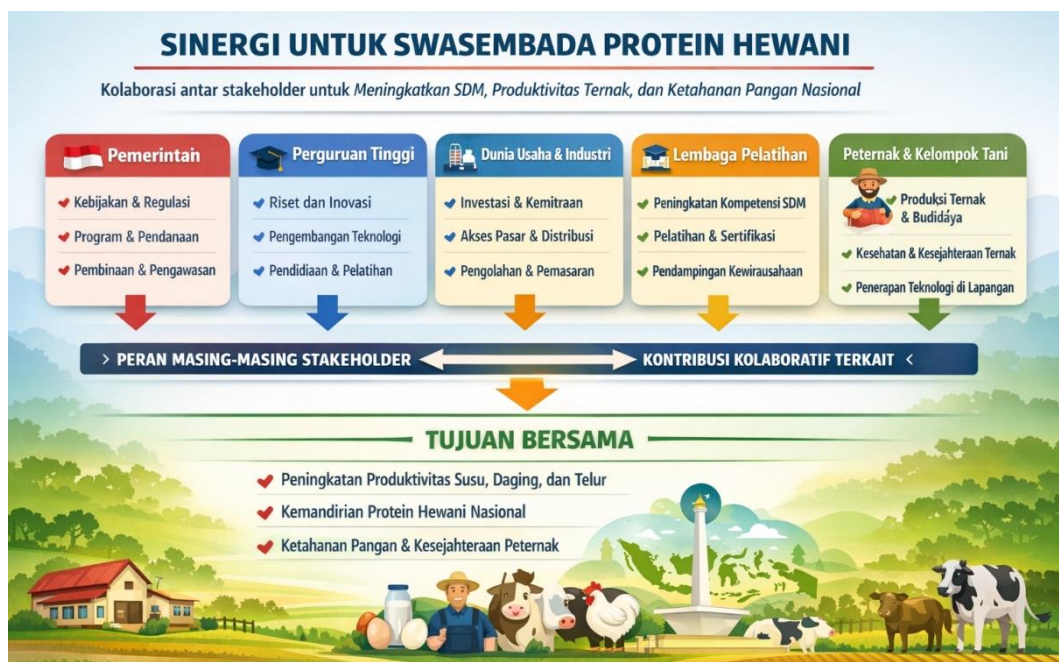 SINERGI UNTUK SWASEMBADA PROTEIN HEWANI
Kolaborasi antar stakeholder untuk Meningkatkan SDM, Produktivitas Ternak, dan Ketahanan Pangan Nasional
Pemerintan
Kebijakan & Regulasi
Program & Pendanaan
Pembinaan & Pengawasan
Perguruan Tinggi
Riset dan Inovasi
Pengembangan Teknologi
Pendidiaan & Pelatihan
Dunia Usaha & Industri
Investasi & Kemitraan
Akses Pasar & Distribusi
Pengolahan & Pemasaran
Lembaga Pelatihan
Peningkatan Kompetensi SDM
Pelatihan & Sertifikasi
Pendampingan Kewirausahaan
Peternak & Kelompok Tani
Produksi Ternak
& Budidáya
Kesehatan & Kesejahteraan Ternak
Penerapan Teknologi di Lapangan
> PERAN MASING-MASING STAKEHOLDER
KONTRIBUSI KOLABORATIF TERKAIT <
TUJUAN BERSAMA
Peningkatan Produktivitas Susu, Daging, dan Telur
Kemandirian Protein Hewani Nasional
Ketahanan Pangan & Kesejahteraan Peternak